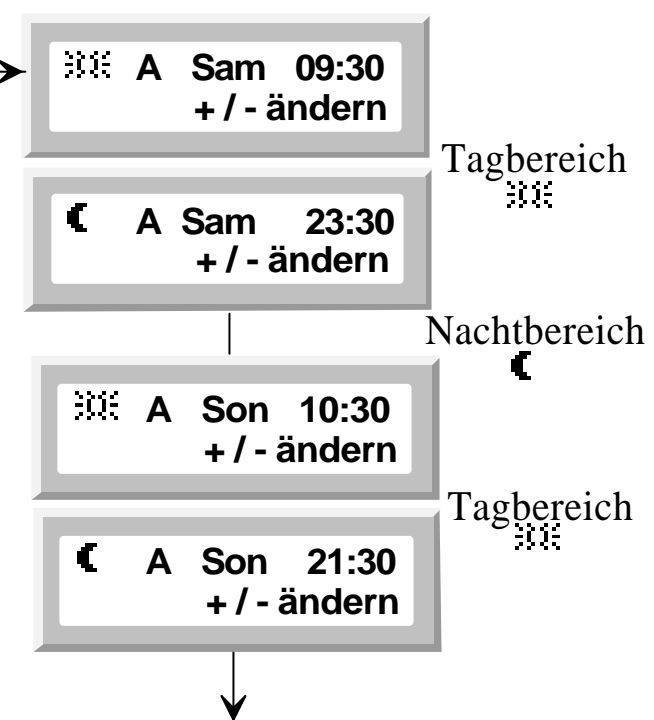 A Sam 09:30
+ / - ändern
Tagbereich
A Sam 23:30
+ / - ändern
Nachtbereich
A Son 10:30
+ / - ändern
Tagbereich
A Son 21:30
+ / - ändern